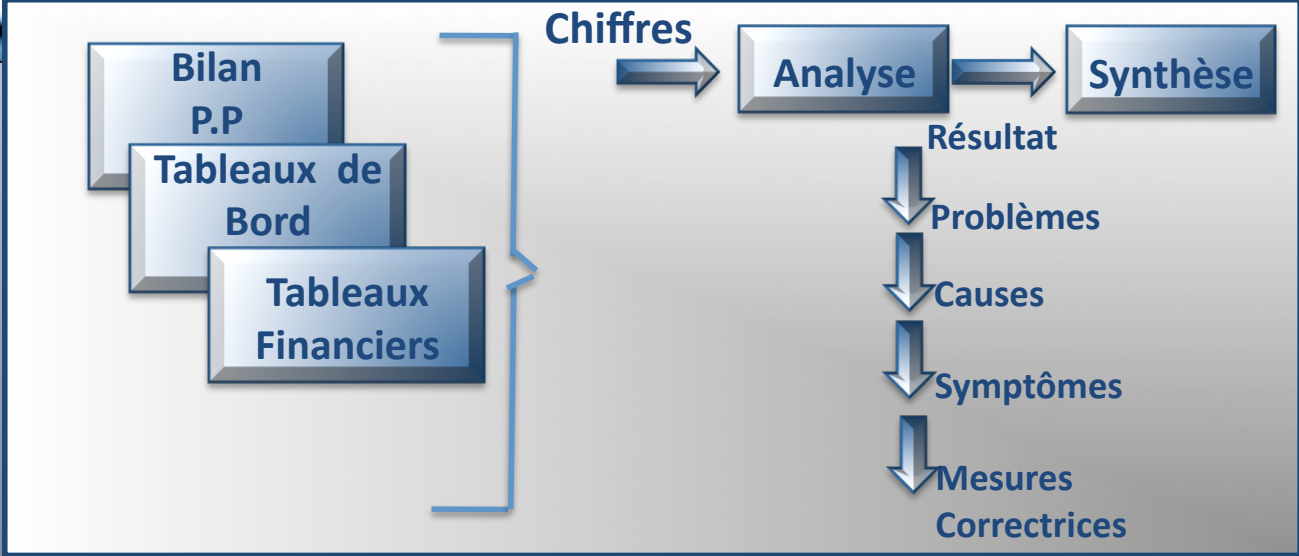 Bilan
P.P
Tableaux de
Bord
Tableaux
Financiers
Chiffres
Analyse
Synthèse
Résultat
Problèmes
Causes
Symptômes
Mesures
Correctrices